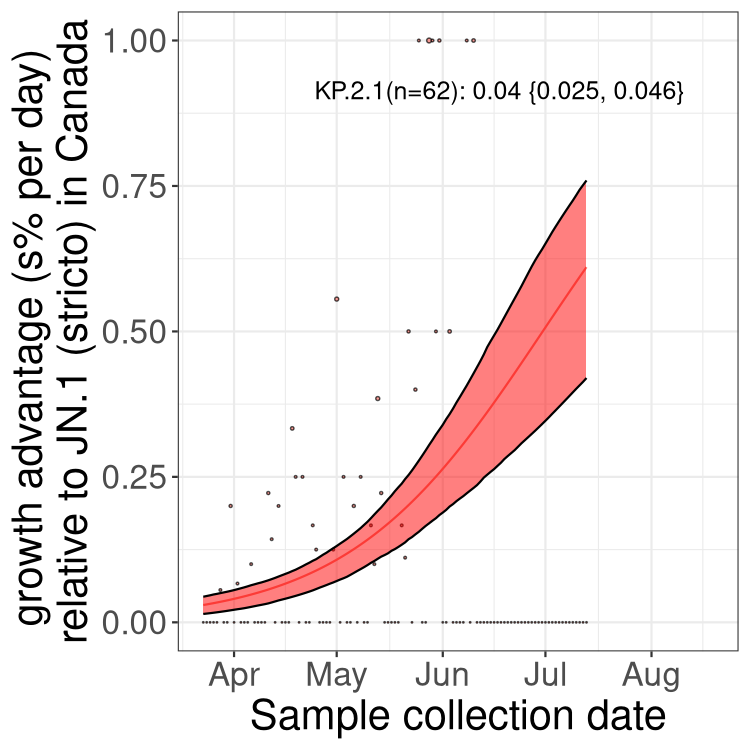 growth advantage (s% per day)
relative to JN.1 (stricto) in Canada
1.00
0.75
0.50
0.25
0.00
KP.2.1(n=62): 0.04 {0.025, 0.046}
Apr May Jun Jul Aug
Sample collection date